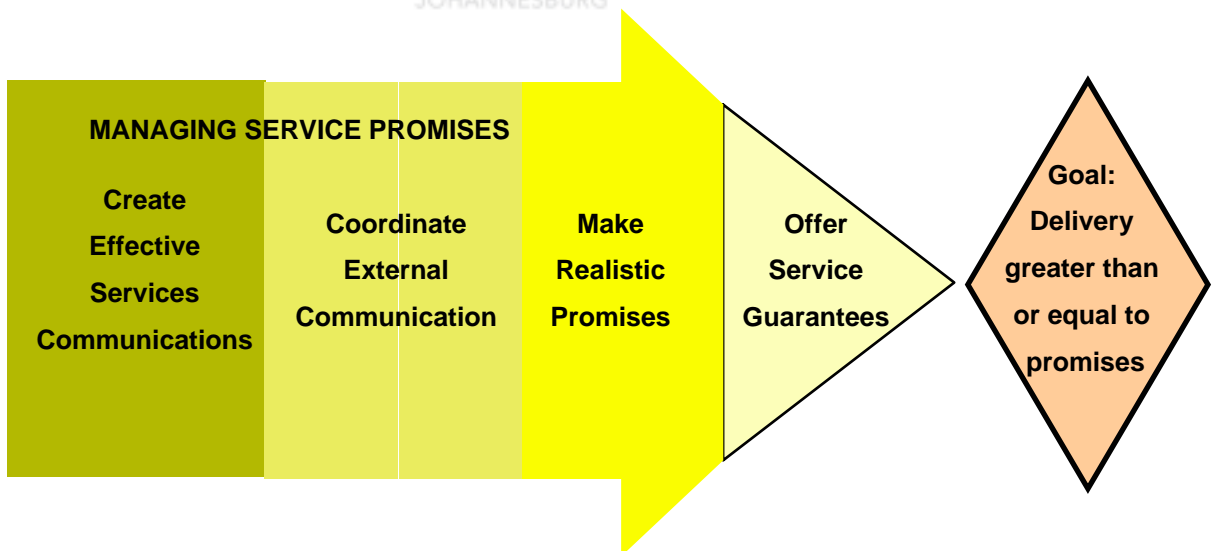 JOHANNESBURG
MANAGING SERVICE PROMISES
Create
Effective
Services
Communications
Coordinate
External
Communication
Make
Realistic
Promises
Offer
Service
Guarantees
Goal:
Delivery
greater than
or equal to
promises